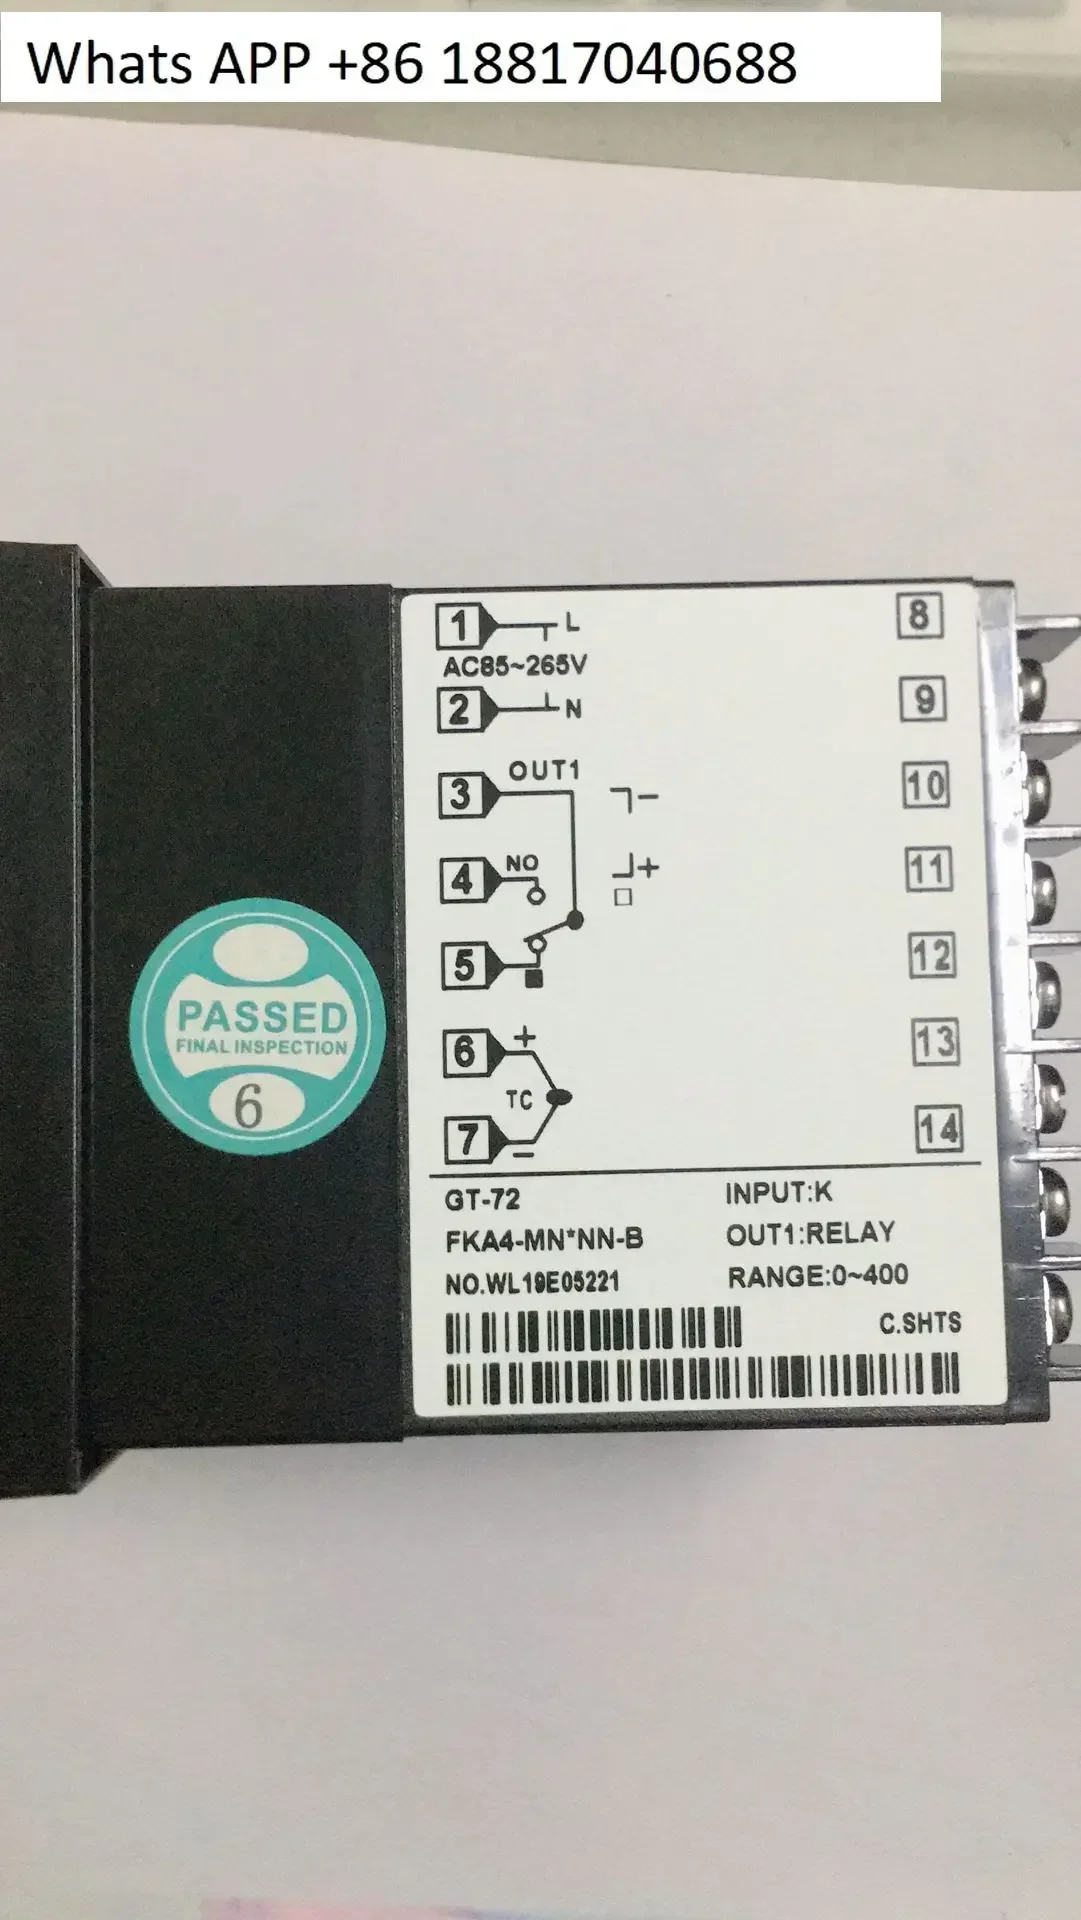 Whats APP +86 18817040688
1 L
AC85~265V
2 N
OUT1
3 −
4 NO +
5
6 +
TC
7 −
8
9
10
11
12
13
14
PASSED
FINAL INSPECTION
6
GT-72 INPUT:K
FKA4-MN*NN-B OUT1:RELAY
NO.WL19E05221 RANGE:0~400
C.SHTS